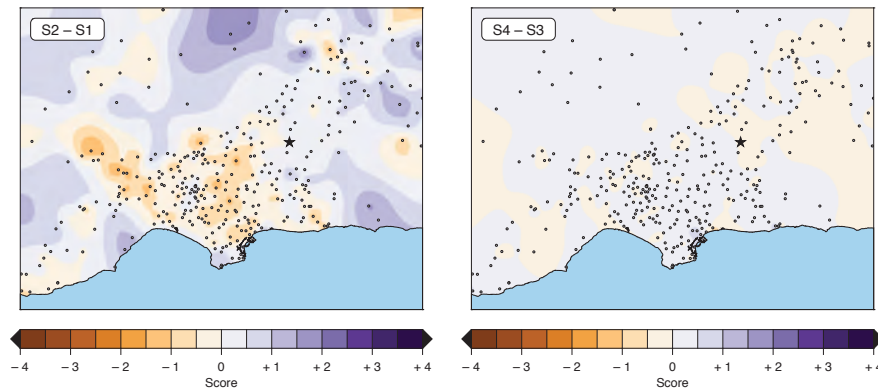 S2 – S1
S4 – S3
– 4 – 3 – 2 – 1 0 + 1 + 2 + 3 + 4
Score
– 4 – 3 – 2 – 1 0 + 1 + 2 + 3 + 4
Score